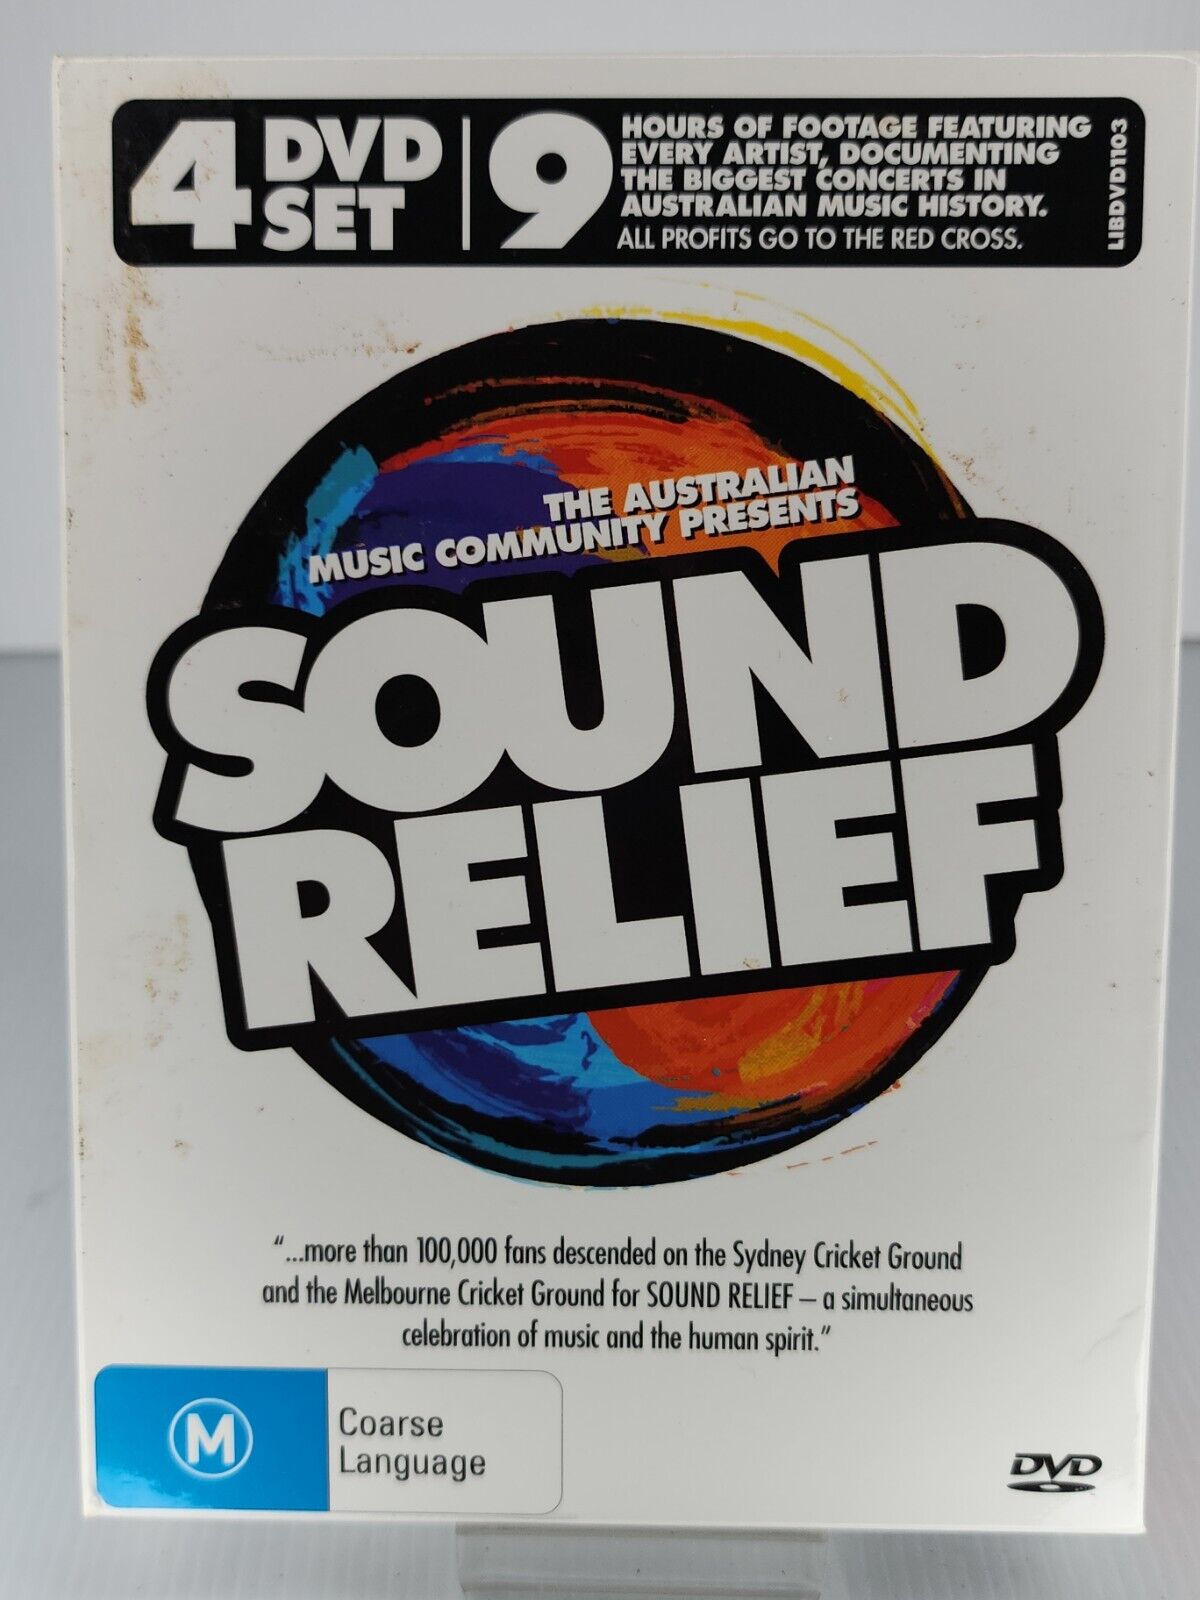 4 DVD SET
9
HOURS OF FOOTAGE FEATURING
EVERY ARTIST, DOCUMENTING
THE BIGGEST CONCERTS IN
AUSTRALIAN MUSIC HISTORY.
ALL PROFITS GO TO THE RED CROSS.
LIBDVD1103
THE AUSTRALIAN
MUSIC COMMUNITY PRESENTS
SOUND
RELIEF
"...more than 100,000 fans descended on the Sydney Cricket Ground
and the Melbourne Cricket Ground for SOUND RELIEF – a simultaneous
celebration of music and the human spirit."
M
Coarse
Language
DVD